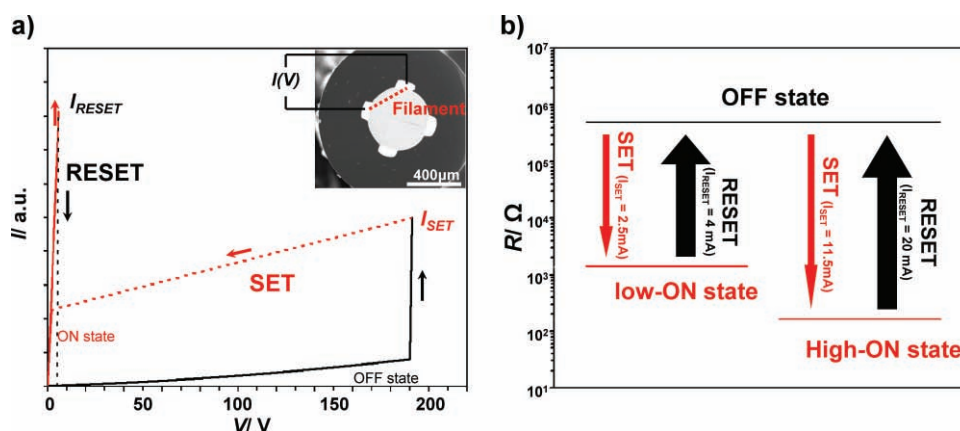 a)
I/ a.u.
I_RESET
RESET
I(V)
Filament
400μm
I_SET
SET
ON state
OFF state
0
50
100
150
200
V/ V
b)
R/ Ω
10⁷
10⁶
10⁵
10⁴
10³
10²
10¹
OFF state
SET
(I_SET = 2.5mA)
RESET
(I_RESET = 4 mA)
SET
(I_SET = 11.5mA)
RESET
(I_RESET = 20 mA)
low-ON state
High-ON state